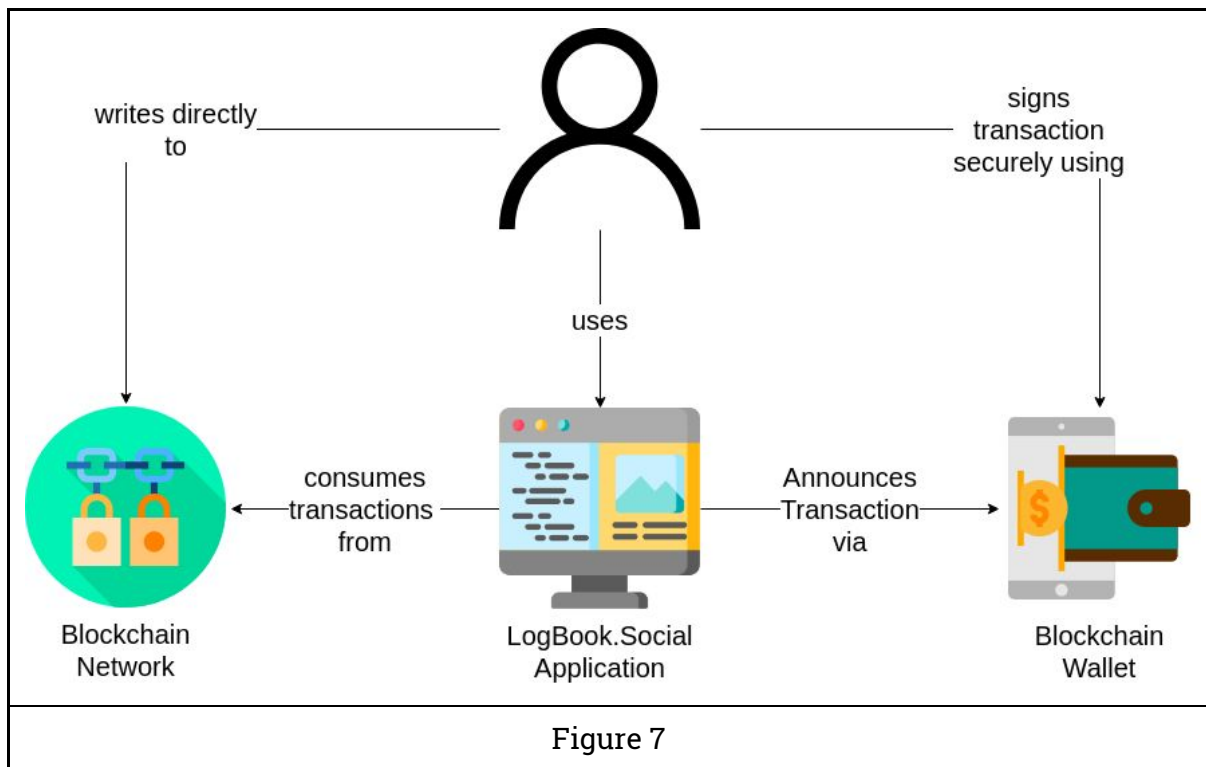 writes directly
to
signs
transaction
securely using
uses
consumes
transactions
from
Announces
Transaction
via
$
Blockchain
Network
LogBook.Social
Application
Blockchain
Wallet
Figure 7